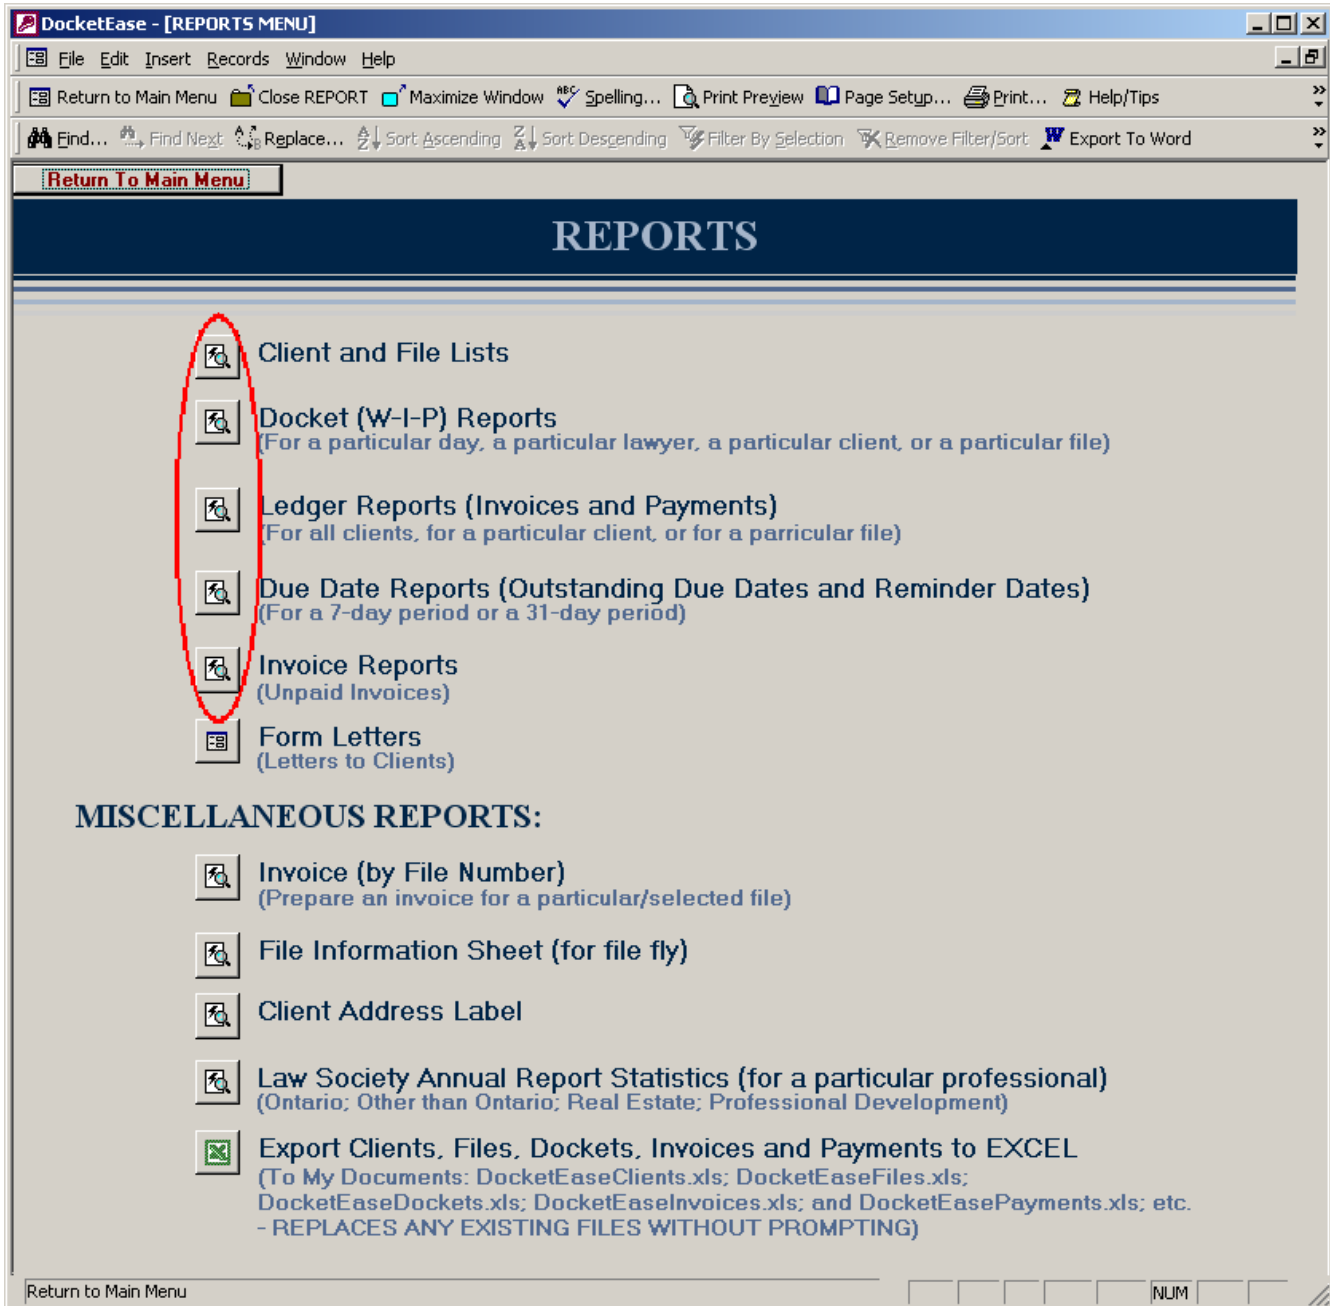 DocketEase - [REPORTS MENU]
File Edit Insert Records Window Help
Return to Main Menu Close REPORT Maximize Window ABC Spelling... Print Preview Page Setup... Print... Help/Tips
Find... Find Next Replace... Sort Ascending Sort Descending Filter By Selection Remove Filter/Sort Export To Word
Return To Main Menu
REPORTS
Client and File Lists
Docket (W-I-P) Reports
(For a particular day, a particular lawyer, a particular client, or a particular file)
Ledger Reports (Invoices and Payments)
(For all clients, for a particular client, or for a parricular file)
Due Date Reports (Outstanding Due Dates and Reminder Dates)
(For a 7-day period or a 31-day period)
Invoice Reports
(Unpaid Invoices)
Form Letters
(Letters to Clients)
MISCELLANEOUS REPORTS:
Invoice (by File Number)
(Prepare an invoice for a particular/selected file)
File Information Sheet (for file fly)
Client Address Label
Law Society Annual Report Statistics (for a particular professional)
(Ontario; Other than Ontario; Real Estate; Professional Development)
Export Clients, Files, Dockets, Invoices and Payments to EXCEL
(To My Documents: DocketEaseClients.xls; DocketEaseFiles.xls;
DocketEaseDockets.xls; DocketEaseInvoices.xls; and DocketEasePayments.xls; etc.
- REPLACES ANY EXISTING FILES WITHOUT PROMPTING)
Return to Main Menu NUM